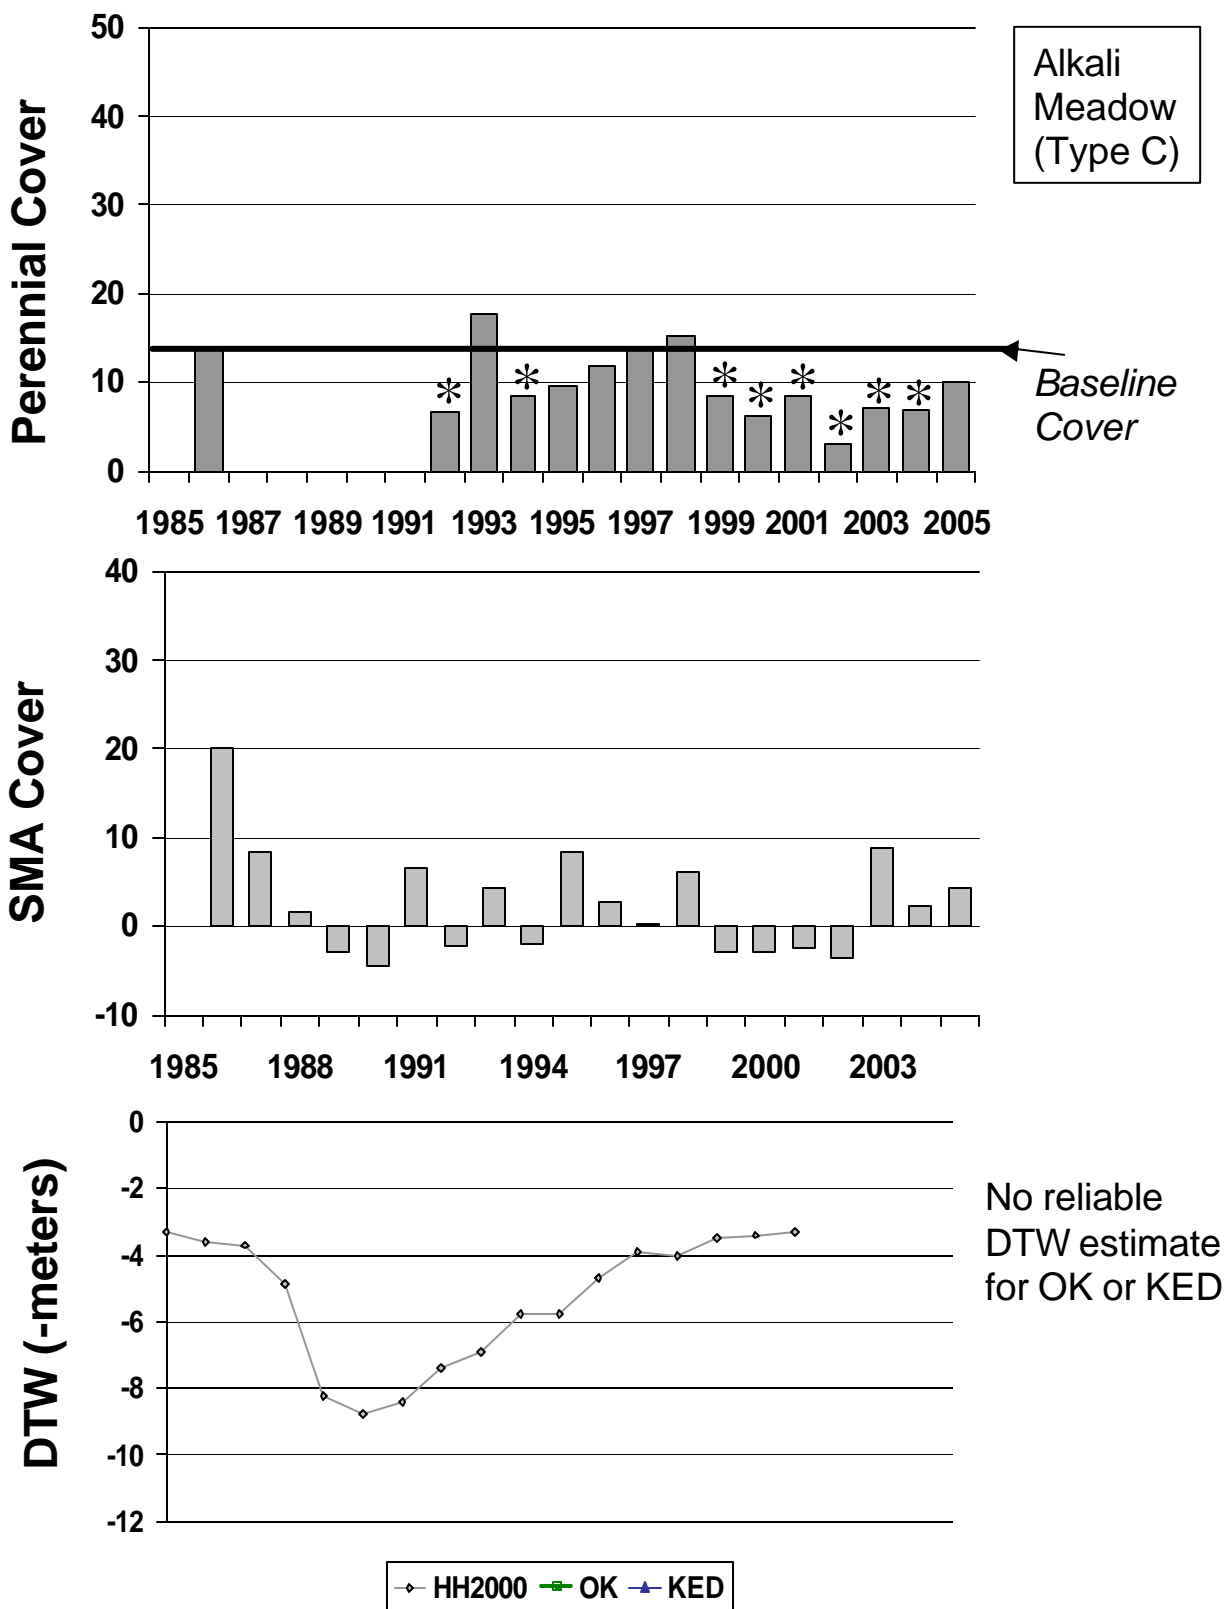 50
40
30
20
10
0
Perennial Cover
Alkali
Meadow
(Type C)
Baseline
Cover
* * * * * * * *
1985 1987 1989 1991 1993 1995 1997 1999 2001 2003 2005
40
30
20
10
0
-10
SMA Cover
1985 1988 1991 1994 1997 2000 2003
0
-2
-4
-6
-8
-10
-12
DTW (-meters)
No reliable
DTW estimate
for OK or KED
HH2000 OK KED